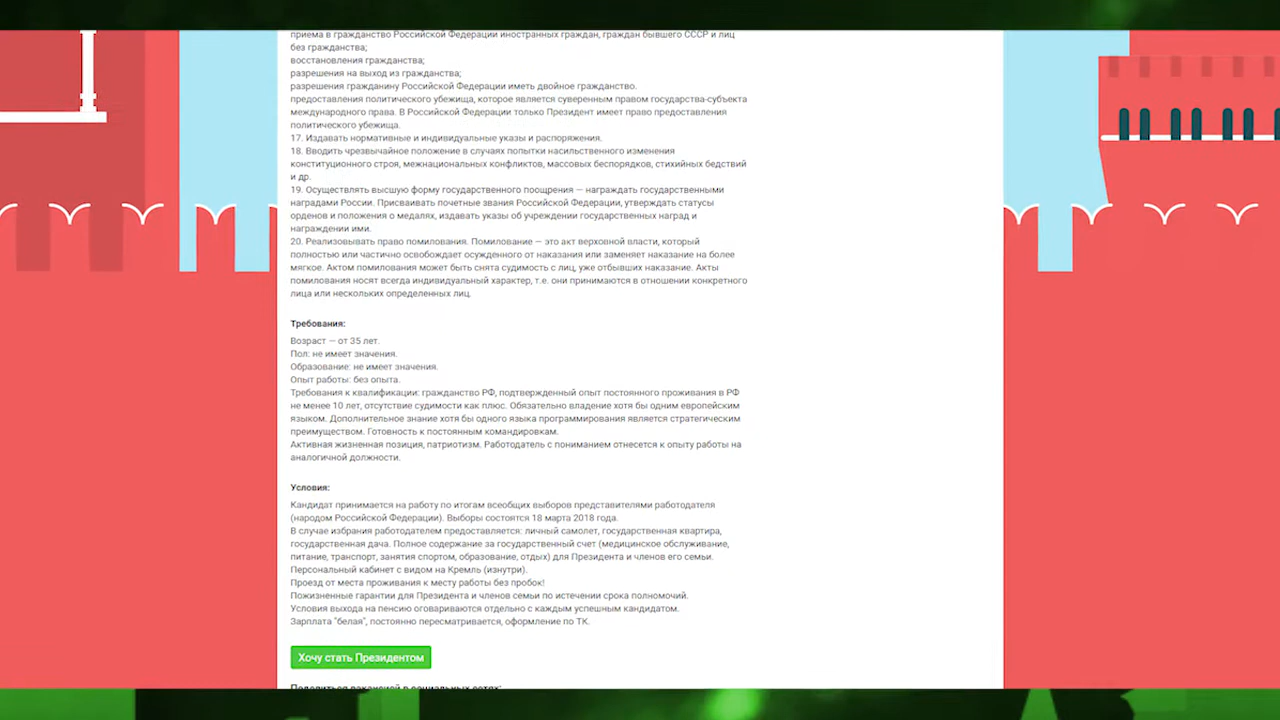 приема в гражданство Российской Федерации иностранных граждан, граждан бывшего СССР и лиц
без гражданства;
восстановления гражданства;
разрешения на выход из гражданства;
разрешения гражданину Российской Федерации иметь двойное гражданство.
предоставления политического убежища, которое является суверенным правом государства-субъекта
международного права. В Российской Федерации только Президент имеет право предоставления
политического убежища.
17. Издавать нормативные и индивидуальные указы и распоряжения.
18. Вводить чрезвычайное положение в случаях попытки насильственного изменения
конституционного строя, межнациональных конфликтов, массовых беспорядков, стихийных бедствий
и др.
19. Осуществлять высшую форму государственного поощрения — награждать государственными
наградами России. Присваивать почетные звания Российской Федерации, утверждать статусы
орденов и положения о медалях, издавать указы об учреждении государственных наград и
награждении ими.
20. Реализовывать право помилования. Помилование — это акт верховной власти, который
полностью или частично освобождает осужденного от наказания или заменяет наказание на более
мягкое. Актом помилования может быть снята судимость с лиц, уже отбывших наказание. Акты
помилования носят всегда индивидуальный характер, т.е. они принимаются в отношении конкретного
лица или нескольких определенных лиц.
Требования:
Возраст — от 35 лет.
Пол: не имеет значения.
Образование: не имеет значения.
Опыт работы: без опыта.
Требования к квалификации: гражданство РФ, подтвержденный опыт постоянного проживания в РФ
не менее 10 лет, отсутствие судимости как плюс. Обязательно владение хотя бы одним европейским
языком. Дополнительное знание хотя бы одного языка программирования является стратегическим
преимуществом. Готовность к постоянным командировкам.
Активная жизненная позиция, патриотизм. Работодатель с пониманием отнесется к опыту работы на
аналогичной должности.
Условия:
Кандидат принимается на работу по итогам всеобщих выборов представителями работодателя
(народом Российской Федерации). Выборы состоятся 18 марта 2018 года.
В случае избрания работодателем предоставляется: личный самолет, государственная квартира,
государственная дача. Полное содержание за государственный счет (медицинское обслуживание,
питание, транспорт, занятия спортом, образование, отдых) для Президента и членов его семьи.
Персональный кабинет с видом на Кремль (изнутри).
Проезд от места проживания к месту работы без пробок!
Пожизненные гарантии для Президента и членов семьи по истечении срока полномочий.
Условия выхода на пенсию оговариваются отдельно с каждым успешным кандидатом.
Зарплата "белая", постоянно пересматривается, оформление по ТК.
Хочу стать Президентом
Поделиться вакансией в социальных сетях: